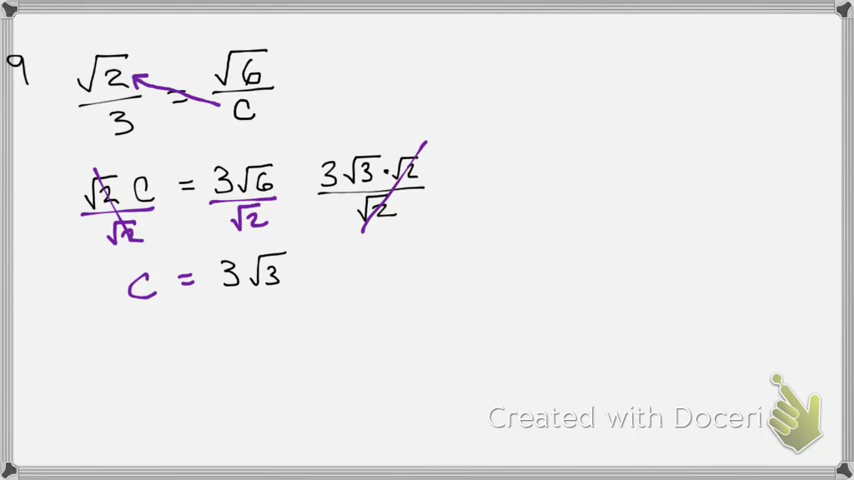 9 √2/3 = √6/C
√2 C/√2 = 3√6/√2 3√3·√2/√2
C = 3√3
Created with Doceri